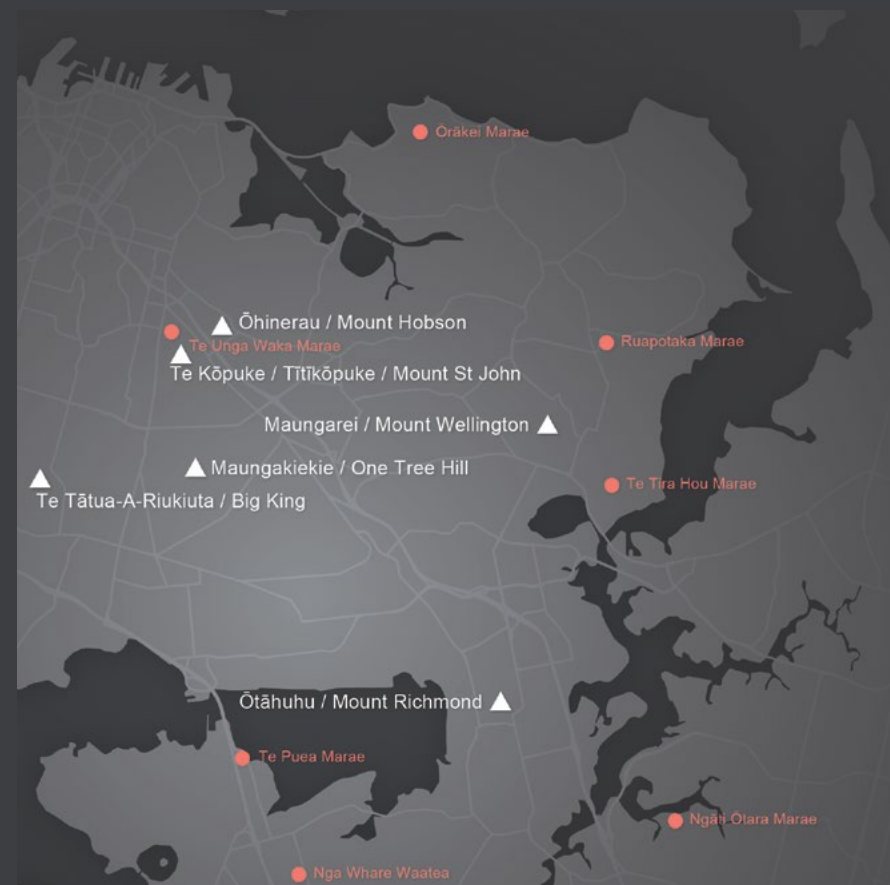 Ōrākei Marae
Ōhinerau / Mount Hobson
Te Unga Waka Marae
Ruapotaka Marae
Te Kōpuke / Tītīkōpuke / Mount St John
Maungarei / Mount Wellington
Maungakiekie / One Tree Hill
Te Tira Hou Marae
Te Tātua-A-Riukiuta / Big King
Ōtāhuhu / Mount Richmond
Te Puea Marae
Ngāti Ōtara Marae
Nga Whare Waatea